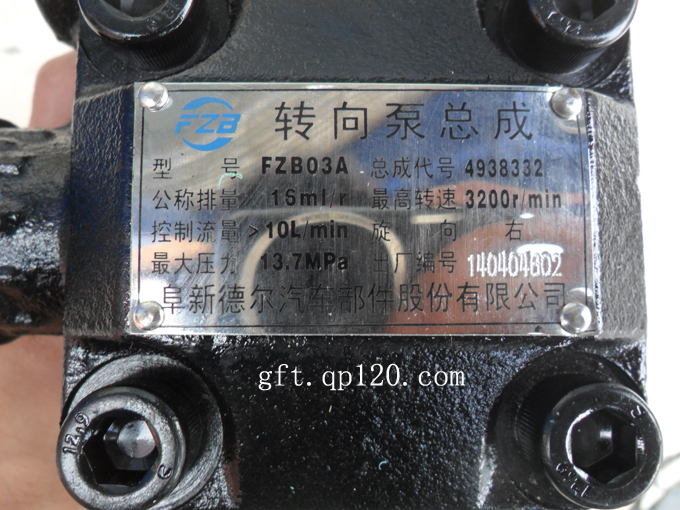 FZB 转向泵总成
型 号 FZB03A 总成代号 4938332
公称排量 16ml/r 最高转速 3200r/min
控制流量 >10L/min 旋 向 右
最大压力 13.7MPa 出厂编号 140404B02
阜新德尔汽车部件股份有限公司
gft.qp120.com
12.9